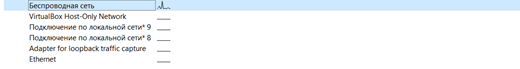 Беспроводная сеть
VirtualBox Host-Only Network
Подключение по локальной сети* 9
Подключение по локальной сети* 8
Adapter for loopback traffic capture
Ethernet